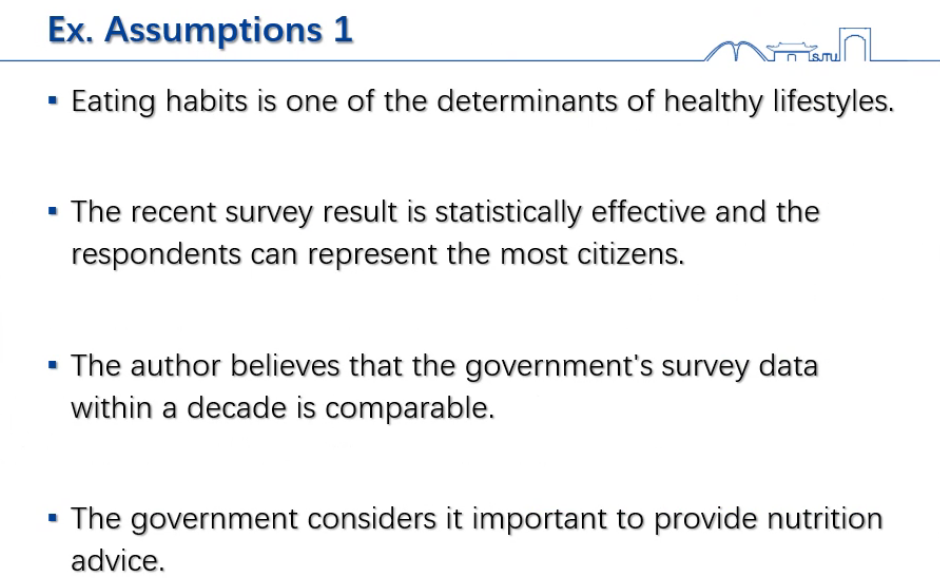 Ex. Assumptions 1
▪ Eating habits is one of the determinants of healthy lifestyles.
▪ The recent survey result is statistically effective and the
respondents can represent the most citizens.
▪ The author believes that the government's survey data
within a decade is comparable.
▪ The government considers it important to provide nutrition
advice.